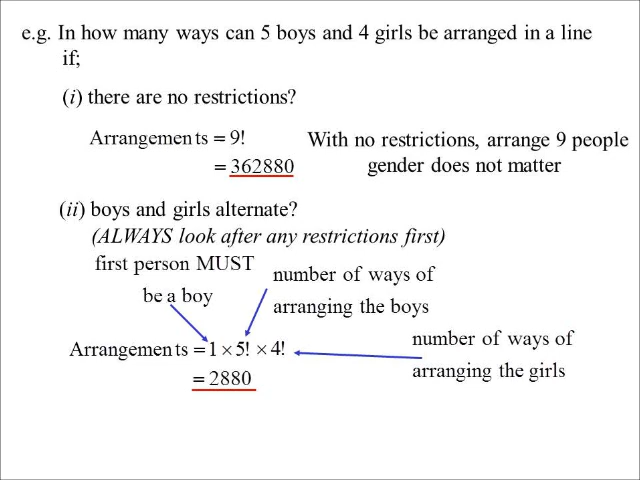 e.g. In how many ways can 5 boys and 4 girls be arranged in a line
if;
(i) there are no restrictions?
Arrangements = 9!
= 362880
With no restrictions, arrange 9 people
gender does not matter
(ii) boys and girls alternate?
(ALWAYS look after any restrictions first)
first person MUST
be a boy
number of ways of
arranging the boys
Arrangements = 1 × 5! × 4!
= 2880
number of ways of
arranging the girls